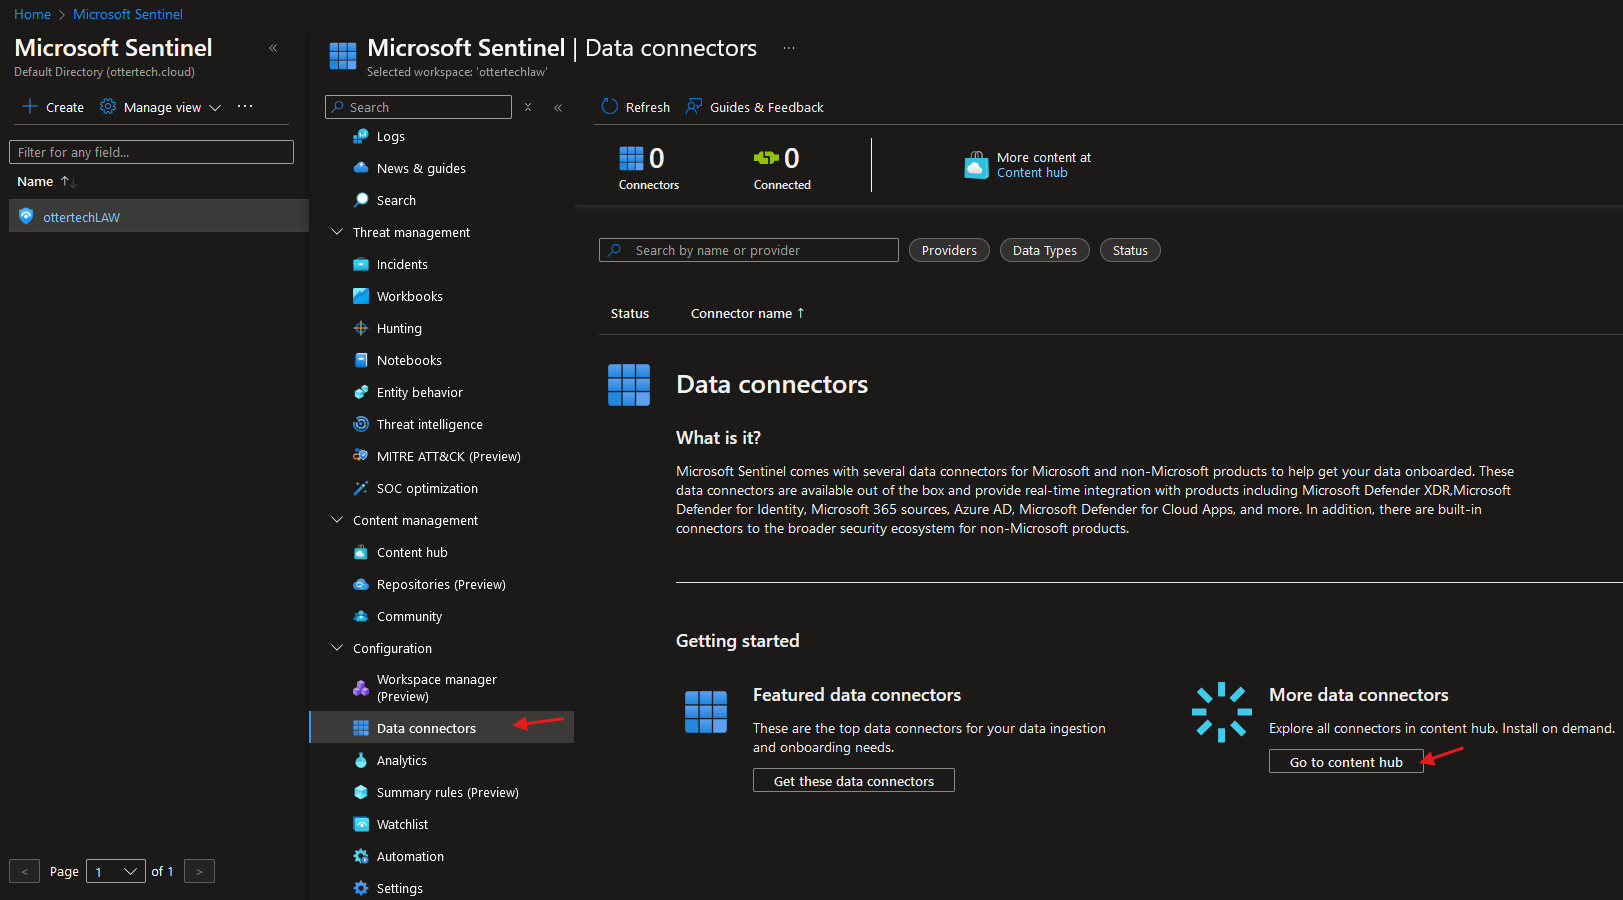 Home > Microsoft Sentinel
Microsoft Sentinel
Default Directory (ottertech.cloud)
Create
Manage view
Filter for any field...
Name
ottertechLAW
< Page 1 of 1 >
Microsoft Sentinel | Data connectors
Selected workspace: 'ottertechlaw'
Search
Logs
News & guides
Search
Threat management
Incidents
Workbooks
Hunting
Notebooks
Entity behavior
Threat intelligence
MITRE ATT&CK (Preview)
SOC optimization
Content management
Content hub
Repositories (Preview)
Community
Configuration
Workspace manager
(Preview)
Data connectors
Analytics
Summary rules (Preview)
Watchlist
Automation
Settings
Refresh
Guides & Feedback
0
Connectors
0
Connected
More content at
Content hub
Search by name or provider
Providers
Data Types
Status
Status
Connector name ↑
Data connectors
What is it?
Microsoft Sentinel comes with several data connectors for Microsoft and non-Microsoft products to help get your data onboarded. These
data connectors are available out of the box and provide real-time integration with products including Microsoft Defender XDR,Microsoft
Defender for Identity, Microsoft 365 sources, Azure AD, Microsoft Defender for Cloud Apps, and more. In addition, there are built-in
connectors to the broader security ecosystem for non-Microsoft products.
Getting started
Featured data connectors
These are the top data connectors for your data ingestion
and onboarding needs.
Get these data connectors
More data connectors
Explore all connectors in content hub. Install on demand.
Go to content hub